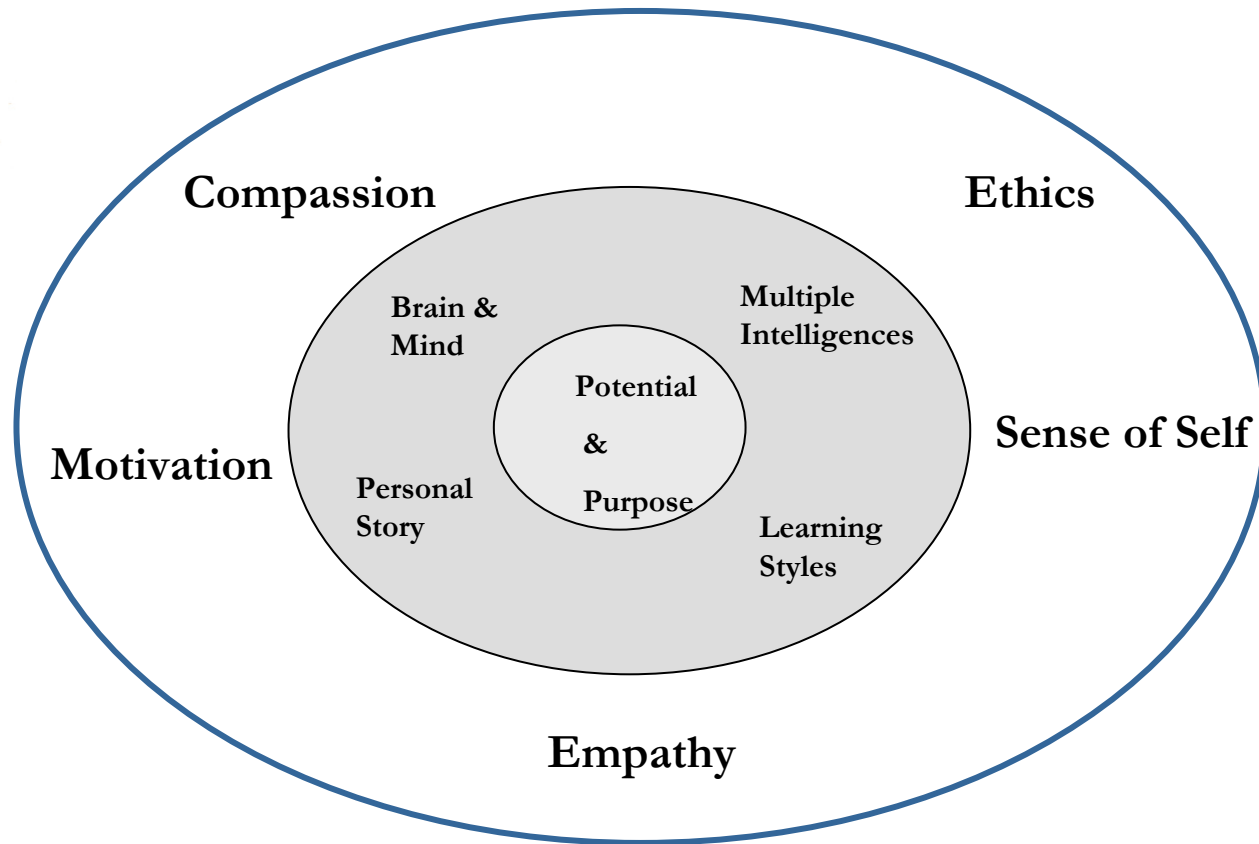 Compassion
Ethics
Brain &
Mind
Multiple
Intelligences
Potential
&
Purpose
Motivation
Sense of Self
Personal
Story
Learning
Styles
Empathy